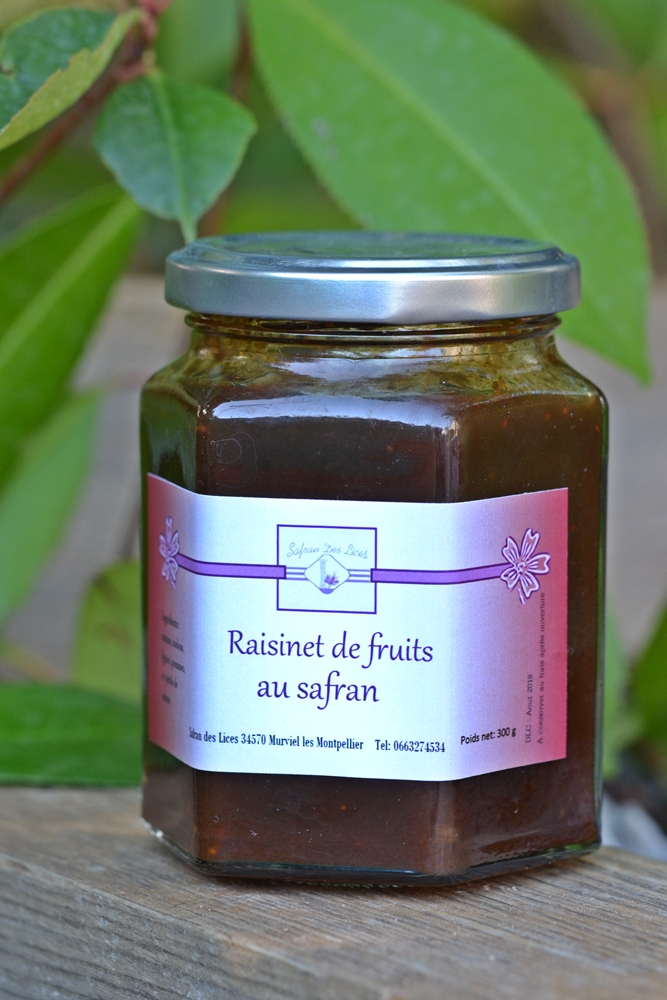 Safran Des Lices
Raisinet de fruits
au safran
Safran des Lices 34570 Murviel les Montpellier Tel: 0663274534
Poids net: 300 g
DLC Aout 2018
A conserver au frais après ouverture